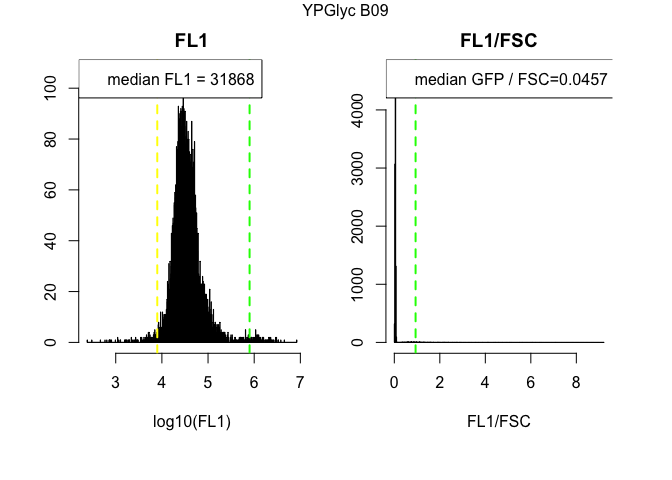 YPGlyc B09
FL1
median FL1 = 31868
0 20 40 60 80 100
3 4 5 6 7
log10(FL1)
FL1/FSC
median GFP / FSC=0.0457
0 1000 2000 3000 4000
0 2 4 6 8
FL1/FSC